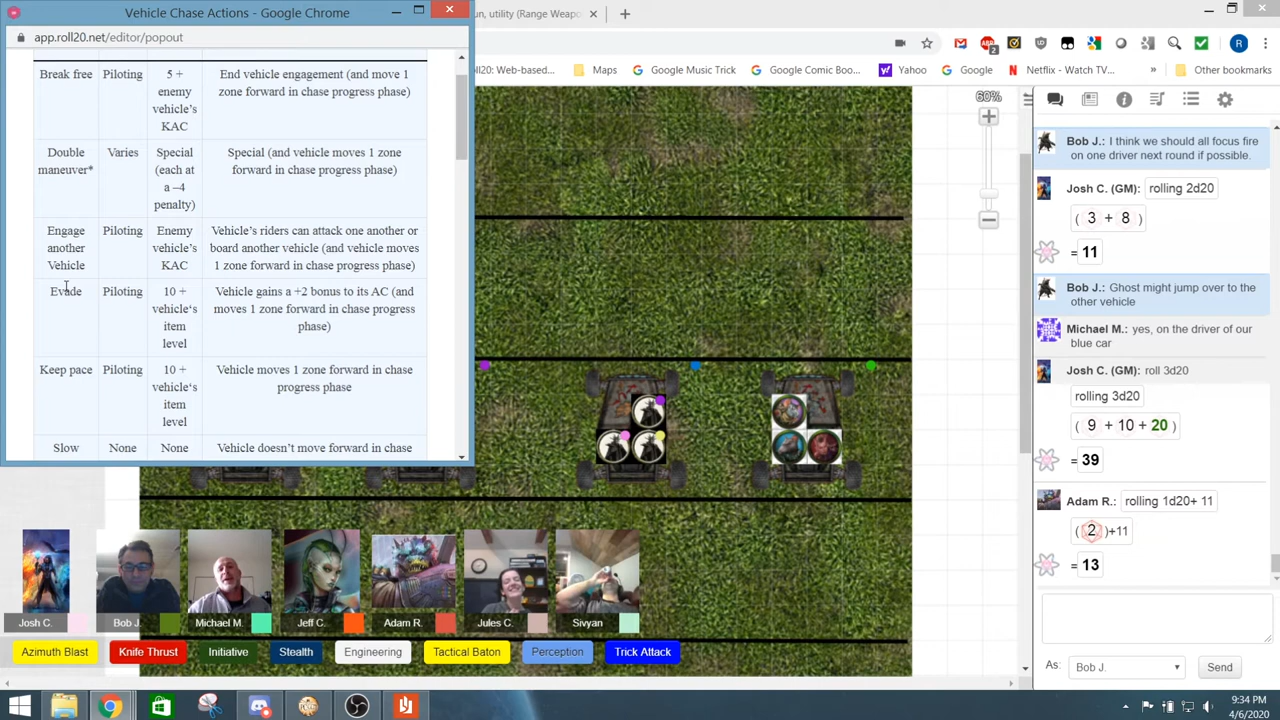 Vehicle Chase Actions - Google Chrome
app.roll20.net/editor/popout
Break free
Piloting
5 +
enemy
vehicle's
KAC
End vehicle engagement (and move 1
zone forward in chase progress phase)
Double
maneuver*
Varies
Special
(each at
a –4
penalty)
Special (and vehicle moves 1 zone
forward in chase progress phase)
Engage
another
Vehicle
Piloting
Enemy
vehicle's
KAC
Vehicle's riders can attack one another or
board another vehicle (and vehicle moves
1 zone forward in chase progress phase)
Evade
Piloting
10 +
vehicle's
item
level
Vehicle gains a +2 bonus to its AC (and
moves 1 zone forward in chase progress
phase)
Keep pace
Piloting
10 +
vehicle's
item
level
Vehicle moves 1 zone forward in chase
progress phase
Slow
None
None
Vehicle doesn't move forward in chase
un, utility (Range Weapo
ABP
2
R
oll20: Web-based...
Maps
Google Music Trick
Google Comic Boo...
Yahoo
Google
Netflix - Watch TV...
»
Other bookmarks
60%
Bob J.: I think we should all focus fire
on one driver next round if possible.
Josh C. (GM): rolling 2d20
( 3 + 8 )
= 11
Bob J.: Ghost might jump over to the
other vehicle
Michael M.: yes, on the driver of our
blue car
Josh C. (GM): roll 3d20
rolling 3d20
( 9 + 10 + 20 )
= 39
Adam R.: rolling 1d20+ 11
( 2 )+11
= 13
As:
Bob J.
Send
Josh C.
Bob J.
Michael M.
Jeff C.
Adam R.
Jules C.
Sivyan
Azimuth Blast
Knife Thrust
Initiative
Stealth
Engineering
Tactical Baton
Perception
Trick Attack
9:34 PM
4/6/2020